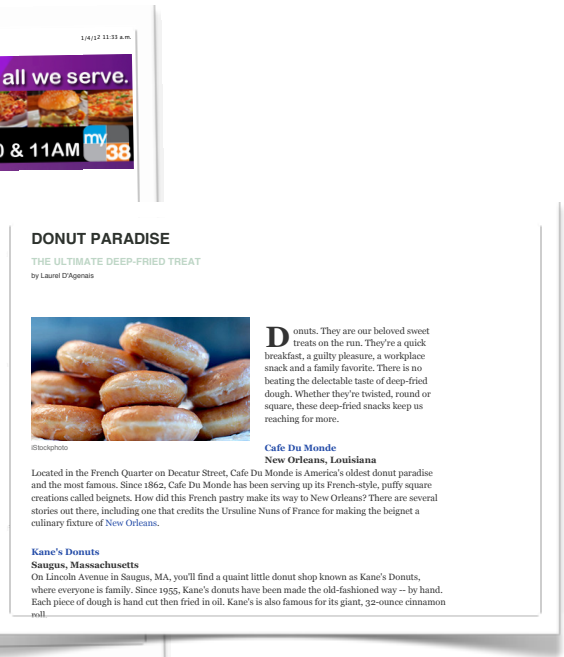 1/4/12 11:33 a.m.
all we serve.
0 & 11AM my
38
DONUT PARADISE
THE ULTIMATE DEEP-FRIED TREAT
by Laurel D'Agenais
Donuts. They are our beloved sweet
treats on the run. They're a quick
breakfast, a guilty pleasure, a workplace
snack and a family favorite. There is no
beating the delectable taste of deep-fried
dough. Whether they're twisted, round or
square, these deep-fried snacks keep us
reaching for more.
iStockphoto
Cafe Du Monde
New Orleans, Louisiana
Located in the French Quarter on Decatur Street, Cafe Du Monde is America's oldest donut paradise
and the most famous. Since 1862, Cafe Du Monde has been serving up its French-style, puffy square
creations called beignets. How did this French pastry make its way to New Orleans? There are several
stories out there, including one that credits the Ursuline Nuns of France for making the beignet a
culinary fixture of New Orleans.
Kane's Donuts
Saugus, Massachusetts
On Lincoln Avenue in Saugus, MA, you'll find a quaint little donut shop known as Kane's Donuts,
where everyone is family. Since 1955, Kane's donuts have been made the old-fashioned way -- by hand.
Each piece of dough is hand cut then fried in oil. Kane's is also famous for its giant, 32-ounce cinnamon
roll.